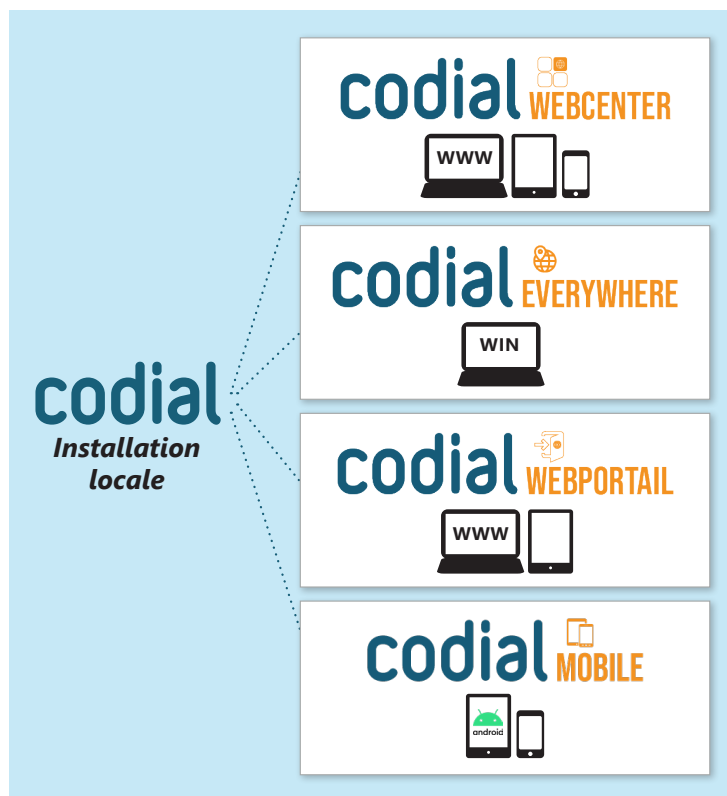 codial
Installation
locale
codial WEBCENTER
WWW
codial EVERYWHERE
WIN
codial WEBPORTAIL
WWW
codial MOBILE
android